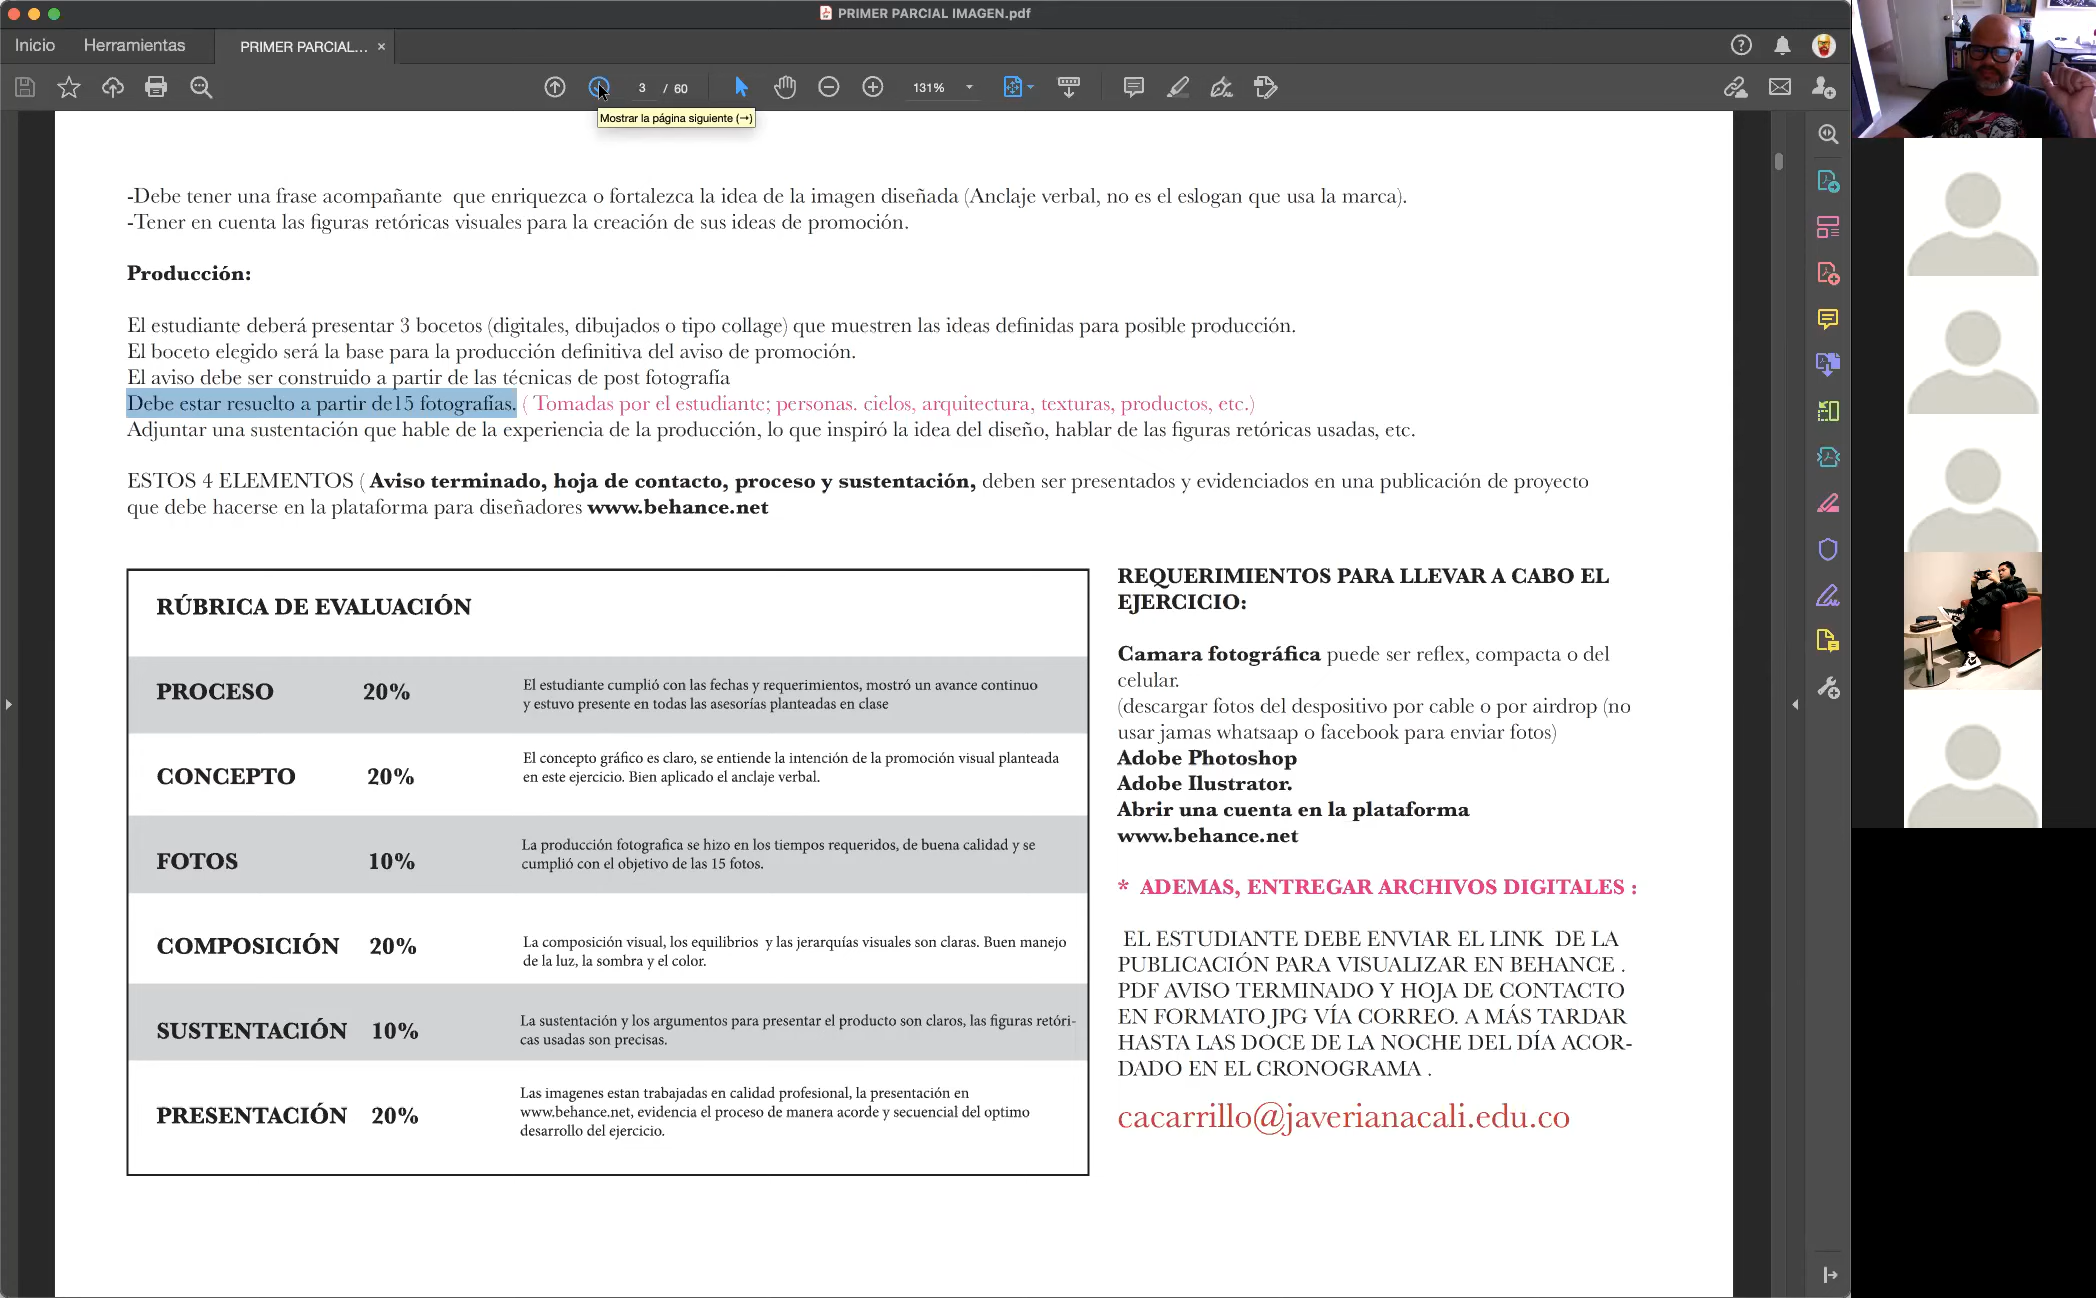 PRIMER PARCIAL IMAGEN.pdf
Inicio
Herramientas
PRIMER PARCIAL... ×
3 / 60
131%
Mostrar la página siguiente (→)
-Debe tener una frase acompañante que enriquezca o fortalezca la idea de la imagen diseñada (Anclaje verbal, no es el eslogan que usa la marca).
-Tener en cuenta las figuras retóricas visuales para la creación de sus ideas de promoción.
Producción:
El estudiante deberá presentar 3 bocetos (digitales, dibujados o tipo collage) que muestren las ideas definidas para posible producción.
El boceto elegido será la base para la producción definitiva del aviso de promoción.
El aviso debe ser construido a partir de las técnicas de post fotografía
Debe estar resuelto a partir de15 fotografías. ( Tomadas por el estudiante; personas. cielos, arquitectura, texturas, productos, etc.)
Adjuntar una sustentación que hable de la experiencia de la producción, lo que inspiró la idea del diseño, hablar de las figuras retóricas usadas, etc.
ESTOS 4 ELEMENTOS ( Aviso terminado, hoja de contacto, proceso y sustentación, deben ser presentados y evidenciados en una publicación de proyecto
que debe hacerse en la plataforma para diseñadores www.behance.net
RÚBRICA DE EVALUACIÓN
PROCESO 20%
El estudiante cumplió con las fechas y requerimientos, mostró un avance continuo
y estuvo presente en todas las asesorías planteadas en clase
CONCEPTO 20%
El concepto gráfico es claro, se entiende la intención de la promoción visual planteada
en este ejercicio. Bien aplicado el anclaje verbal.
FOTOS 10%
La producción fotografica se hizo en los tiempos requeridos, de buena calidad y se
cumplió con el objetivo de las 15 fotos.
COMPOSICIÓN 20%
La composición visual, los equilibrios y las jerarquías visuales son claras. Buen manejo
de la luz, la sombra y el color.
SUSTENTACIÓN 10%
La sustentación y los argumentos para presentar el producto son claros, las figuras retóri-
cas usadas son precisas.
PRESENTACIÓN 20%
Las imagenes estan trabajadas en calidad profesional, la presentación en
www.behance.net, evidencia el proceso de manera acorde y secuencial del optimo
desarrollo del ejercicio.
REQUERIMIENTOS PARA LLEVAR A CABO EL
EJERCICIO:
Camara fotográfica puede ser reflex, compacta o del
celular.
(descargar fotos del despositivo por cable o por airdrop (no
usar jamas whatsaap o facebook para enviar fotos)
Adobe Photoshop
Adobe Ilustrator.
Abrir una cuenta en la plataforma
www.behance.net
* ADEMAS, ENTREGAR ARCHIVOS DIGITALES :
EL ESTUDIANTE DEBE ENVIAR EL LINK DE LA
PUBLICACIÓN PARA VISUALIZAR EN BEHANCE .
PDF AVISO TERMINADO Y HOJA DE CONTACTO
EN FORMATO JPG VÍA CORREO. A MÁS TARDAR
HASTA LAS DOCE DE LA NOCHE DEL DÍA ACOR-
DADO EN EL CRONOGRAMA .
cacarrillo@javerianacali.edu.co